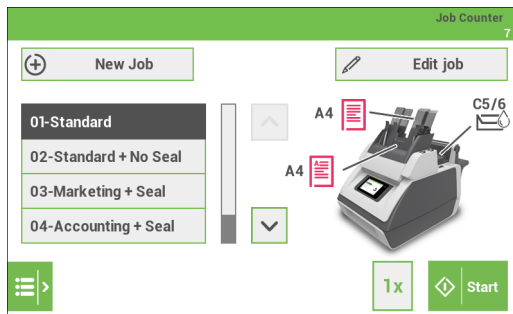 Job Counter
7
New Job
Edit job
01-Standard
02-Standard + No Seal
03-Marketing + Seal
04-Accounting + Seal
A4
C5/6
A4
1x
Start